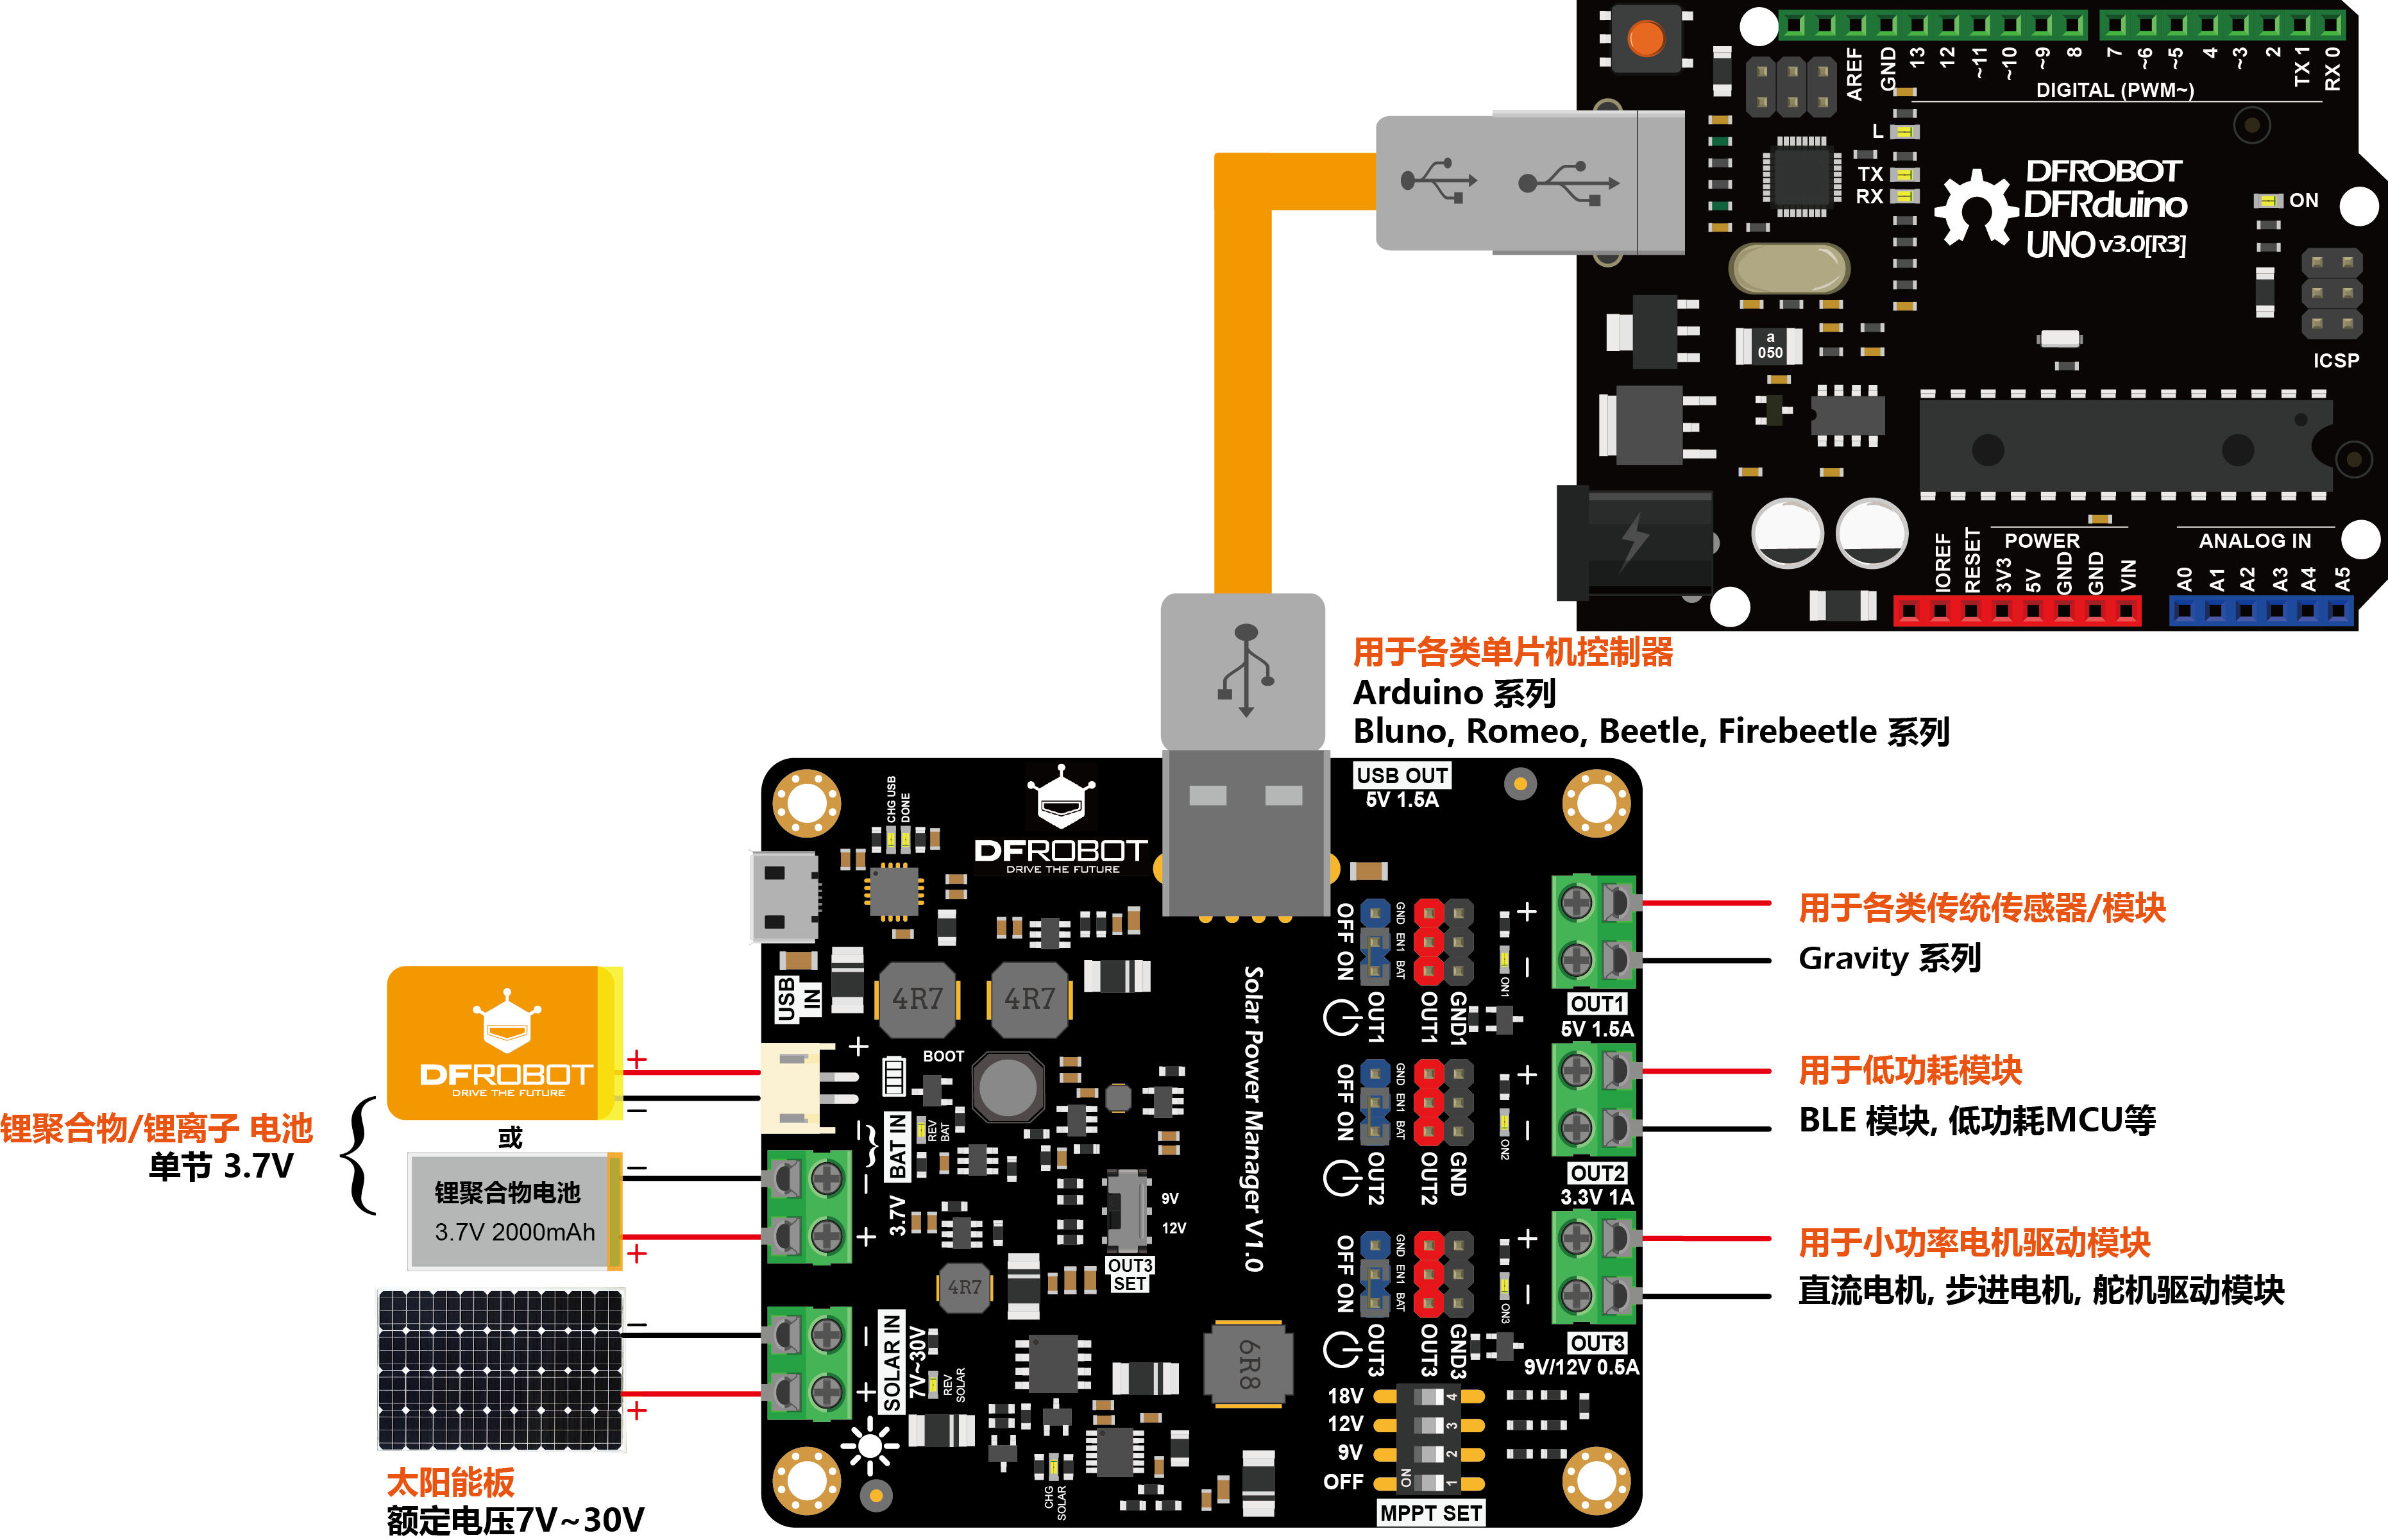 AREF
GND
13
12
~11
~10
~9
8
7
~6
~5
4
~3
2
TX 1
RX 0
DIGITAL (PWM~)
L
TX
RX
DFROBOT
DFRduino
UNO v3.0[R3]
ON
ICSP
a
050
POWER
ANALOG IN
IOREF
RESET
3V3
5V
GND
GND
VIN
A0
A1
A2
A3
A4
A5
用于各类单片机控制器
Arduino 系列
Bluno, Romeo, Beetle, Firebeetle 系列
USB OUT
5V 1.5A
CHG USB
DONE
DFROBOT
DRIVE THE FUTURE
USB IN
4R7
4R7
BOOT
Solar Power Manager V1.0
OFF ON
GND
EN1
BAT
OUT1
OUT1
GND1
+
−
ON1
OUT1
5V 1.5A
用于各类传统传感器/模块
Gravity 系列
OFF ON
GND
EN1
BAT
OUT2
OUT2
GND
+
−
ON2
OUT2
3.3V 1A
用于低功耗模块
BLE 模块, 低功耗MCU等
OFF ON
GND
EN1
BAT
OUT3
OUT3
GND3
+
−
ON3
OUT3
9V/12V 0.5A
用于小功率电机驱动模块
直流电机, 步进电机, 舵机驱动模块
DFROBOT
DRIVE THE FUTURE
+
−
或
锂聚合物/锂离子 电池
单节 3.7V
锂聚合物电池
3.7V 2000mAh
−
+
+
−
BAT IN
3.7V
REV
BAT
−
+
9V
12V
OUT3
SET
4R7
6R8
−
+
SOLAR IN
7V~30V
REV
SOLAR
−
+
CHG
SOLAR
太阳能板
额定电压7V~30V
18V
12V
9V
OFF
4
3
2
1
ON
MPPT SET